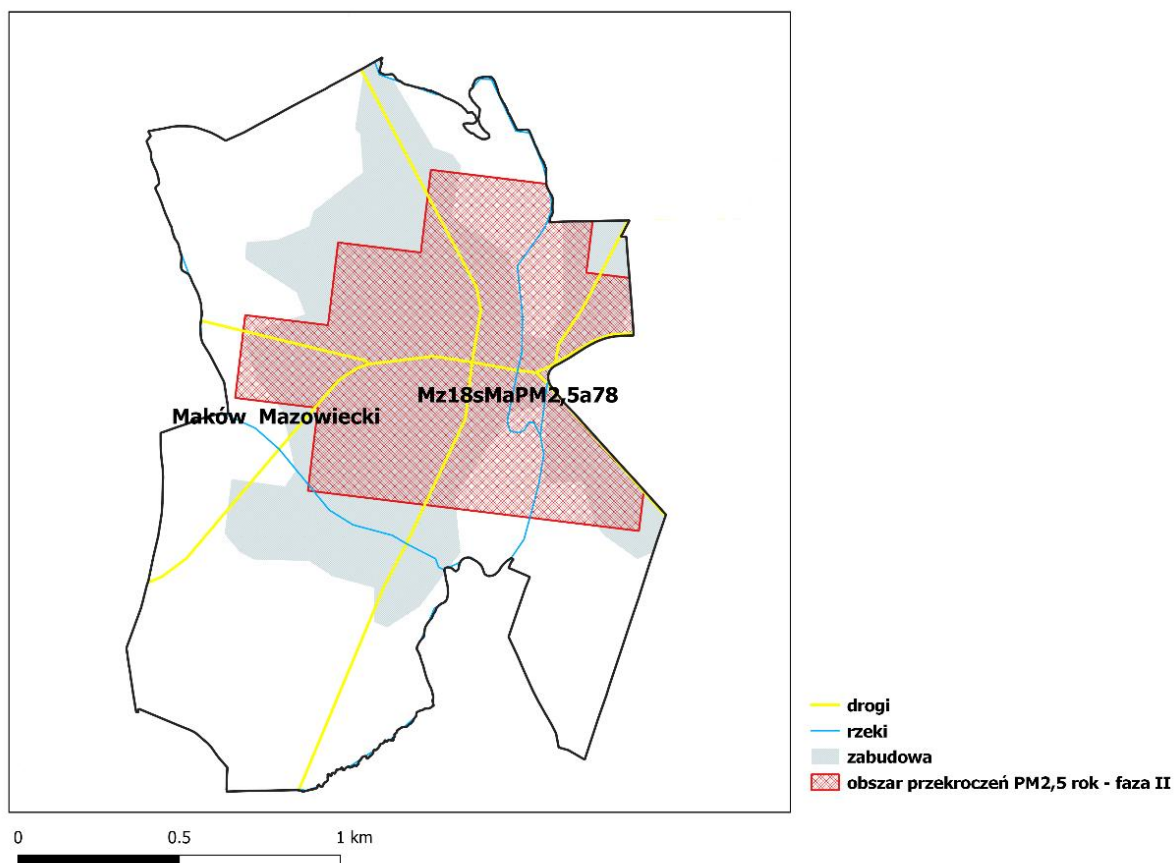 Mz18sMaPM2,5a78
Maków Mazowiecki
drogi
rzeki
zabudowa
obszar przekroczeń PM2,5 rok - faza II
0 0.5 1 km